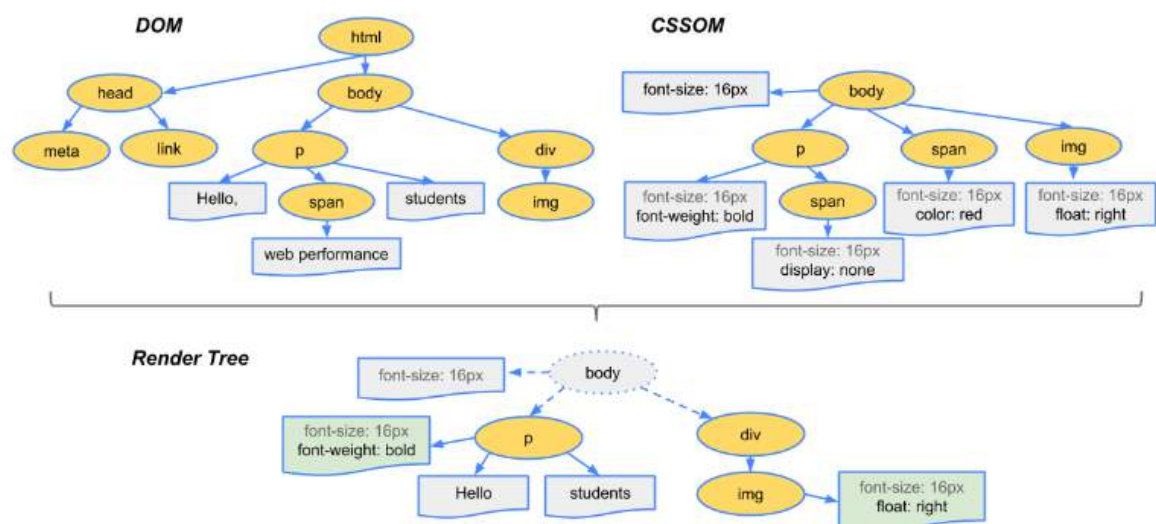 DOM
html
head
body
meta
link
p
div
Hello,
span
students
img
web performance
CSSOM
font-size: 16px
body
p
span
img
font-size: 16px
font-weight: bold
span
font-size: 16px
color: red
font-size: 16px
float: right
font-size: 16px
display: none
Render Tree
font-size: 16px
body
font-size: 16px
font-weight: bold
p
div
Hello
students
img
font-size: 16px
float: right